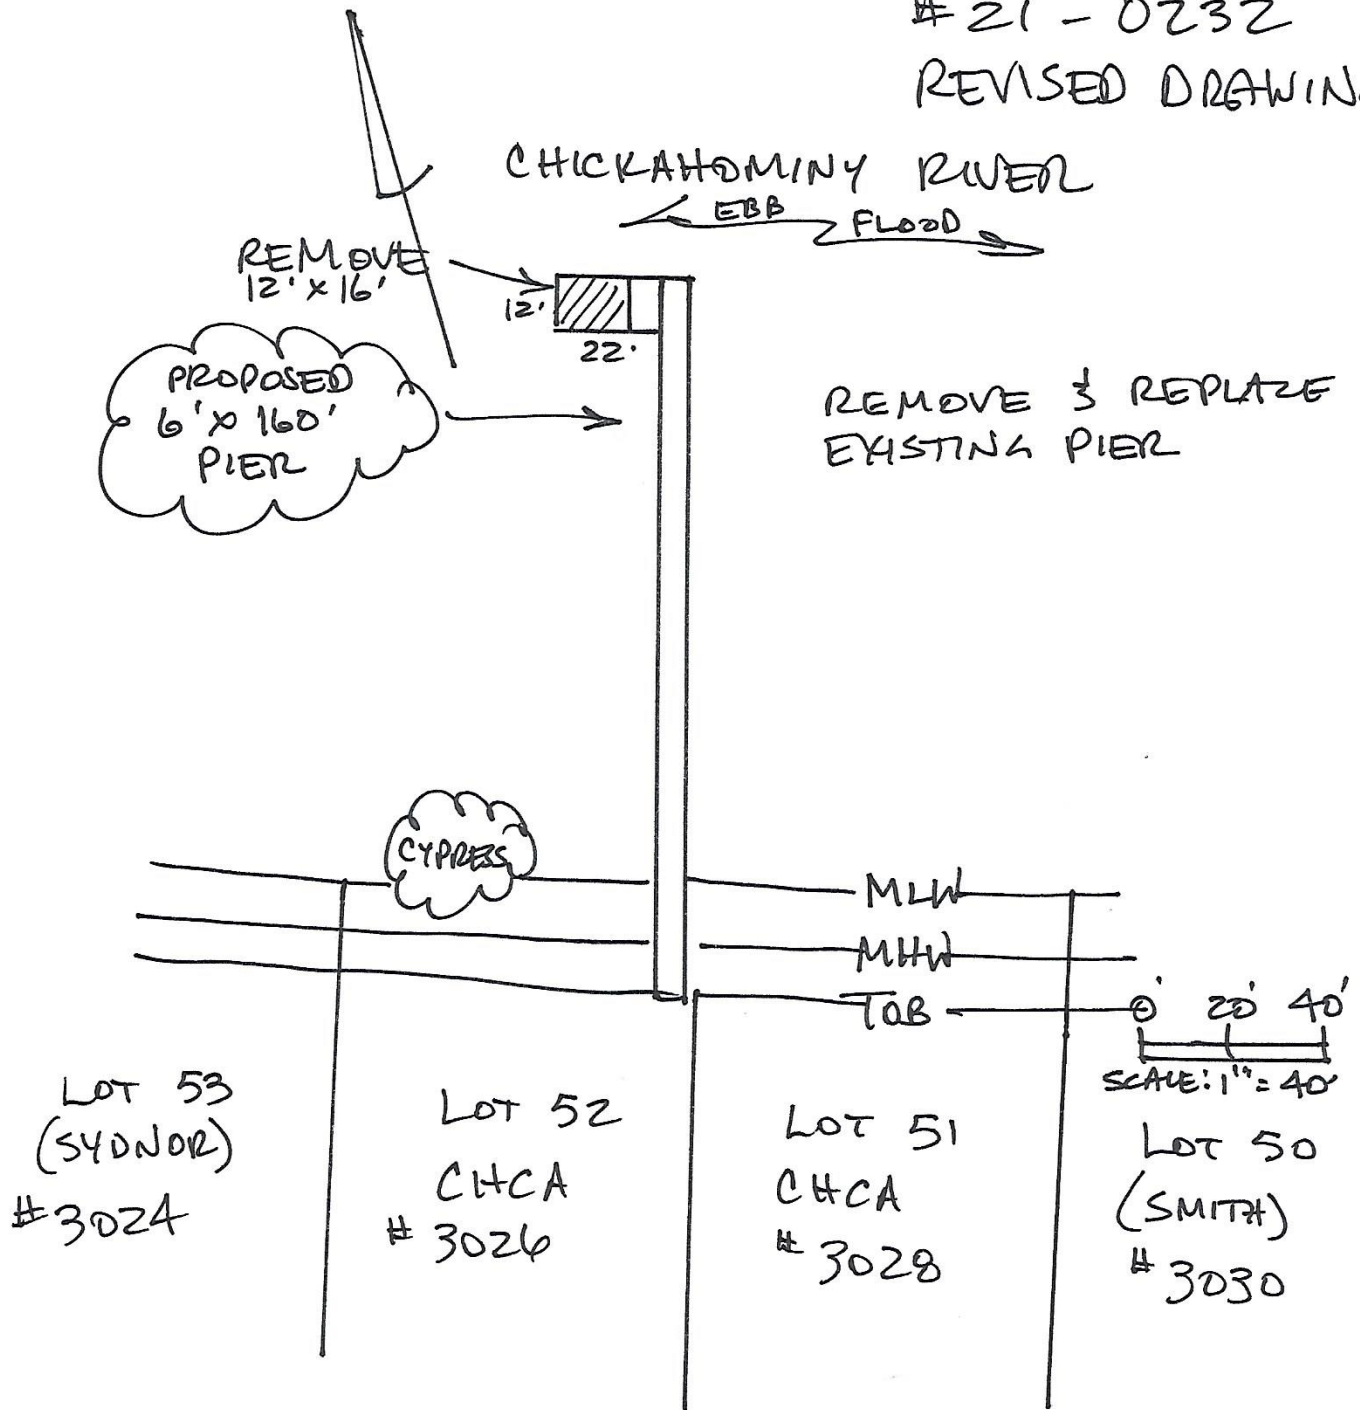 #21-0232
REVISED DRAWIN
CHICKAHOMINY RIVER
EBB
FLOOD
REMOVE
12' x 16'
12'
22'
PROPOSED
6' x 160'
PIER
REMOVE & REPLACE
EXISTING PIER
CYPRESS
MLW
MHW
TOB
0' 20' 40'
SCALE: 1" = 40'
LOT 53
(SYDNOR)
#3024
LOT 52
CHCA
# 3026
LOT 51
CHCA
# 3028
LOT 50
(SMITH)
# 3030